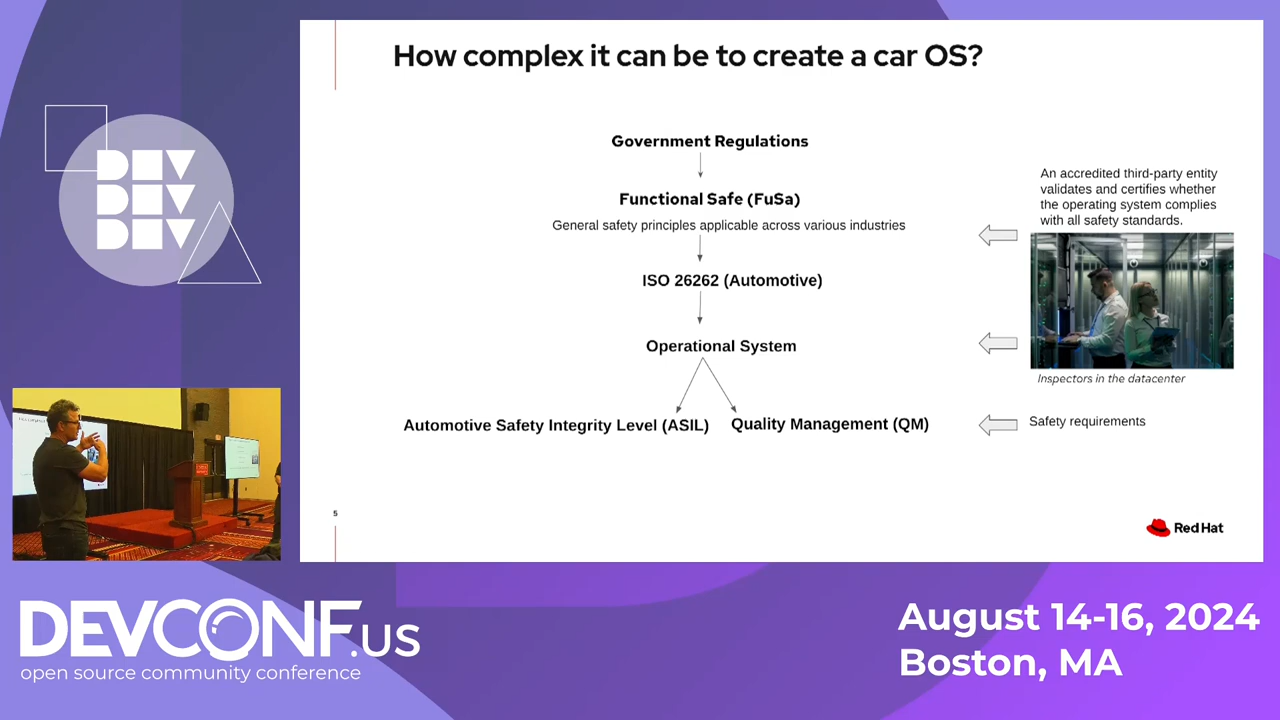 How complex it can be to create a car OS?
Government Regulations
Functional Safe (FuSa)
General safety principles applicable across various industries
ISO 26262 (Automotive)
Operational System
Automotive Safety Integrity Level (ASIL)
Quality Management (QM)
An accredited third-party entity
validates and certifies whether
the operating system complies
with all safety standards.
Inspectors in the datacenter
Safety requirements
5
Red Hat
DEV
DEV
DEV
DEVCONF.US
open source community conference
August 14-16, 2024
Boston, MA